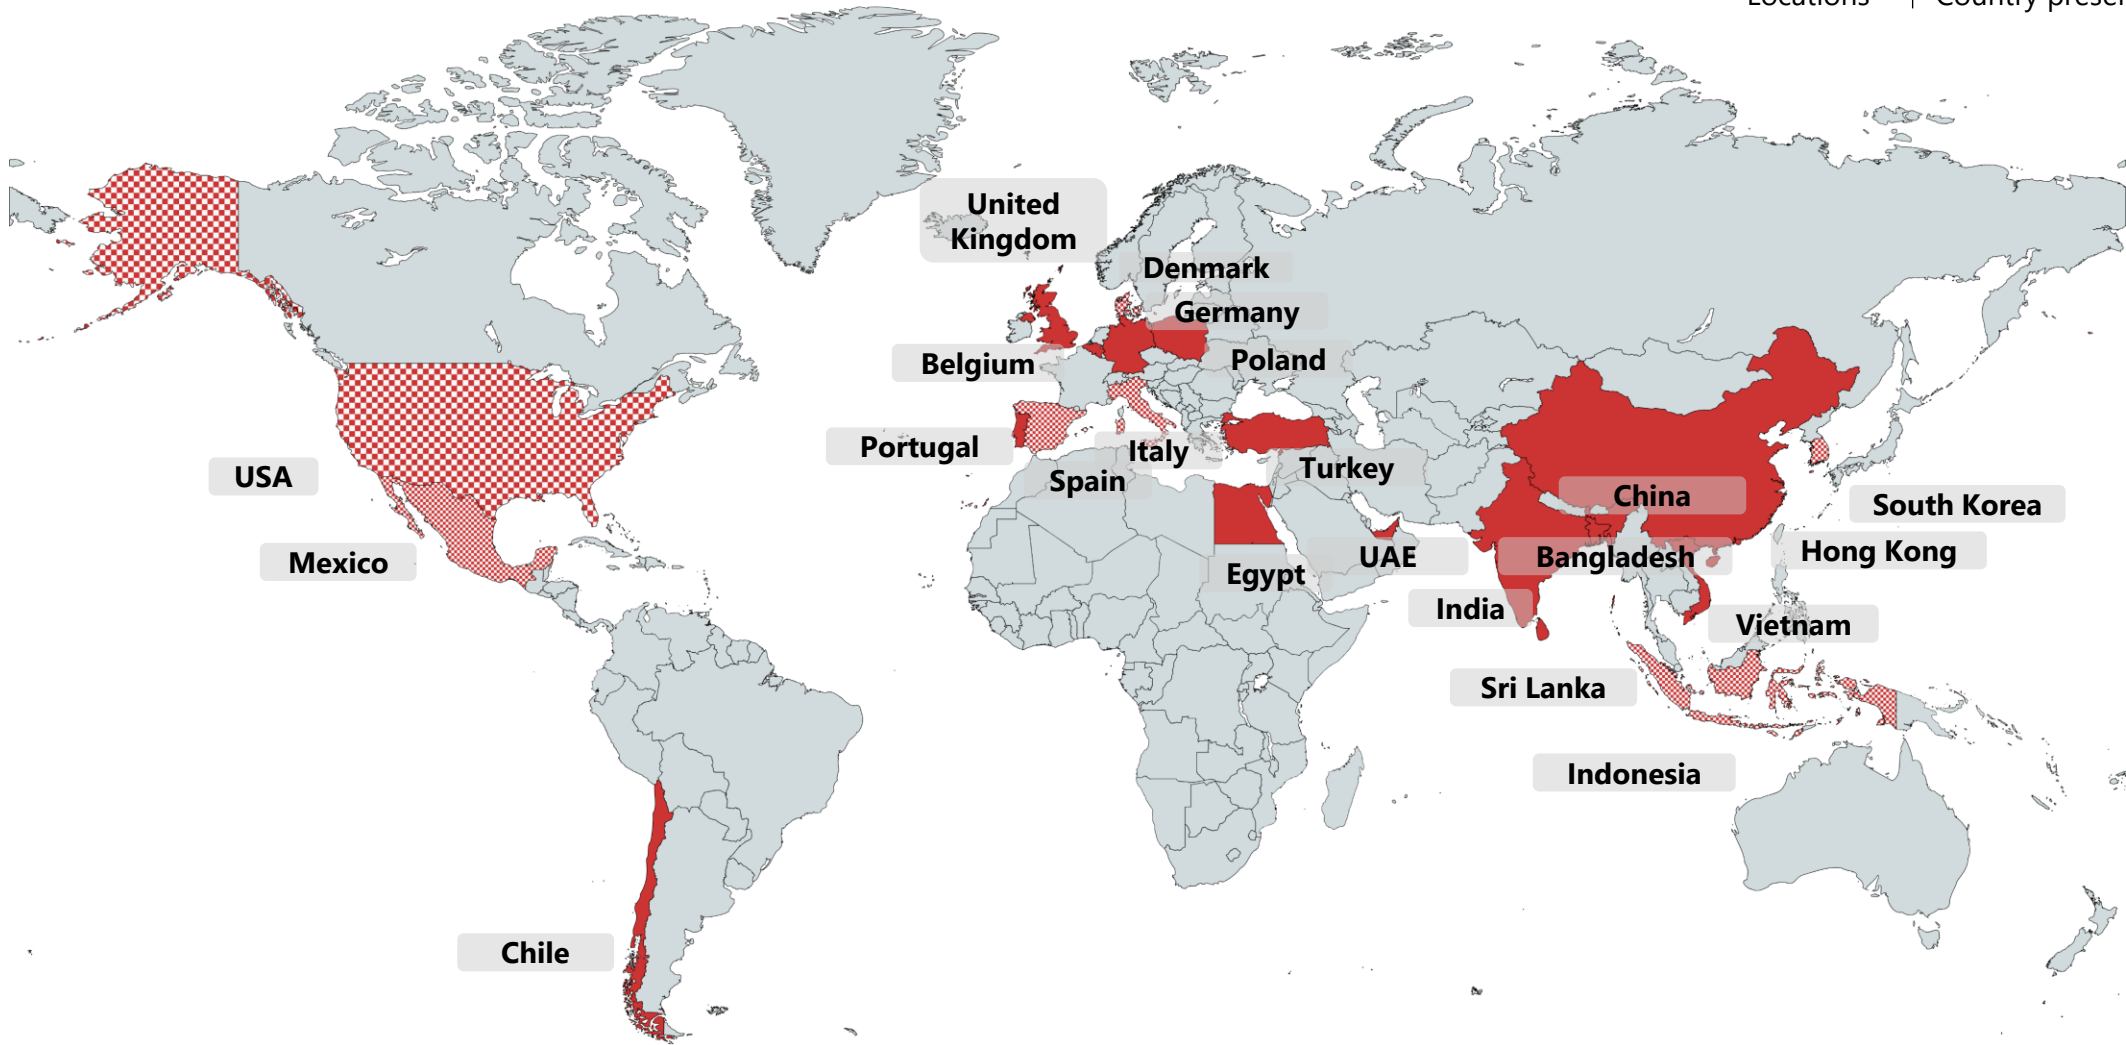 Locations
United
Kingdom
Denmark
Germany
Belgium
Poland
Portugal
Italy
Spain
Turkey
USA
China
South Korea
Mexico
UAE
Bangladesh
Hong Kong
Egypt
India
Vietnam
Sri Lanka
Indonesia
Chile